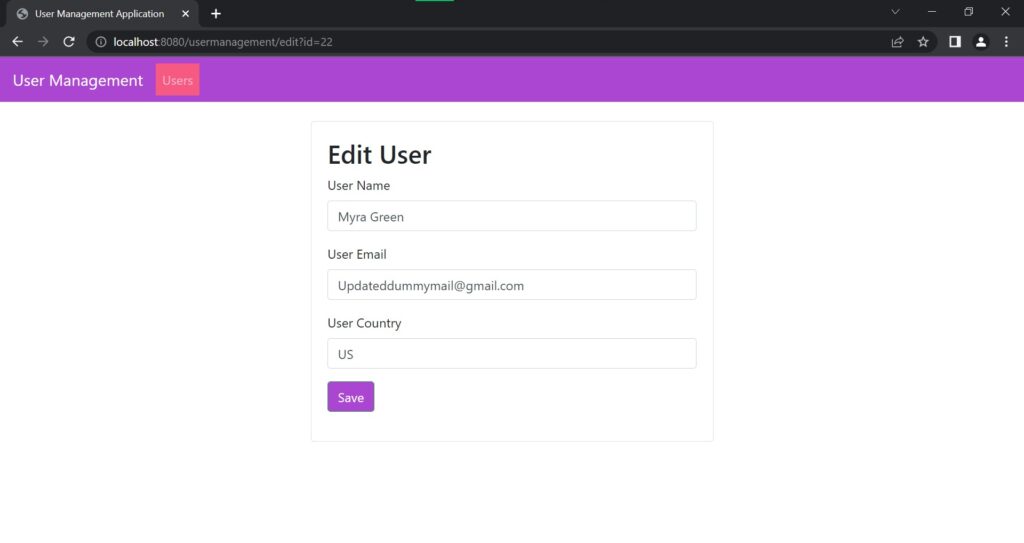 User Management Application
localhost:8080/usermanagement/edit?id=22
User Management Users
Edit User
User Name
Myra Green
User Email
Updateddummymail@gmail.com
User Country
US
Save